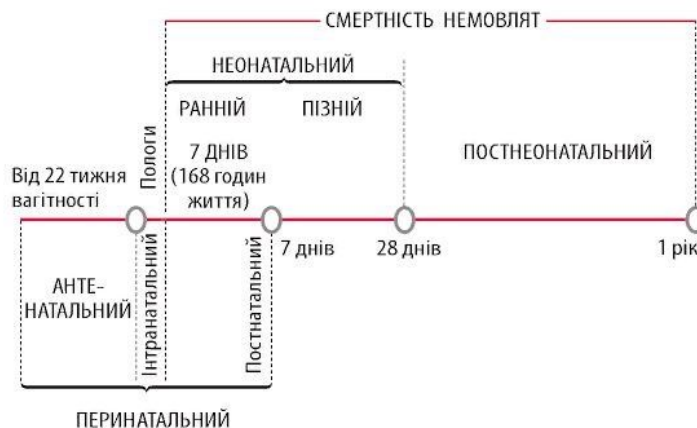 СМЕРТНІСТЬ НЕМОВЛЯТ
НЕОНАТАЛЬНИЙ
РАННІЙ
ПІЗНІЙ
Пологи
7 ДНІВ
(168 годин
життя)
ПОСТНЕОНАТАЛЬНИЙ
Від 22 тижня
вагітності
7 днів
28 днів
1 рік
АНТЕ-
НАТАЛЬНИЙ
Інтранатальний
Постнатальний
ПЕРИНАТАЛЬНИЙ